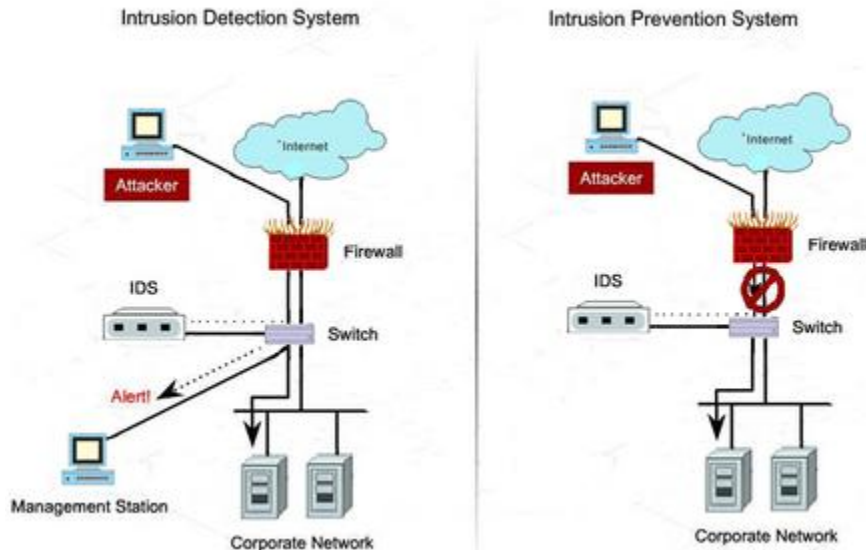 Intrusion Detection System
Attacker
Internet
Firewall
IDS
Switch
Alert!
Management Station
Corporate Network
Intrusion Prevention System
Attacker
Internet
Firewall
IDS
Switch
Corporate Network